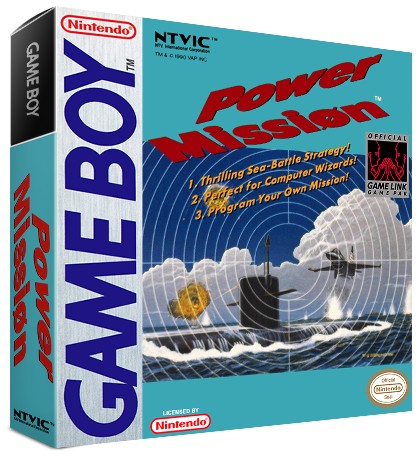 GAME BOY
Power
Missiøn
NTVIC
Nintendo
GAME BOY
TM
NTVIC
NTV International Corporation
TM & © 1990 VAP INC.
Power
Missiøn
TM
1. Thrilling Sea-Battle Strategy!
2. Perfect for Computer Wizards!
3. Program Your Own Mission!
OFFICIAL
GAME LINK
GAME PAK
LICENSED BY
Nintendo
Official
Nintendo
Seal